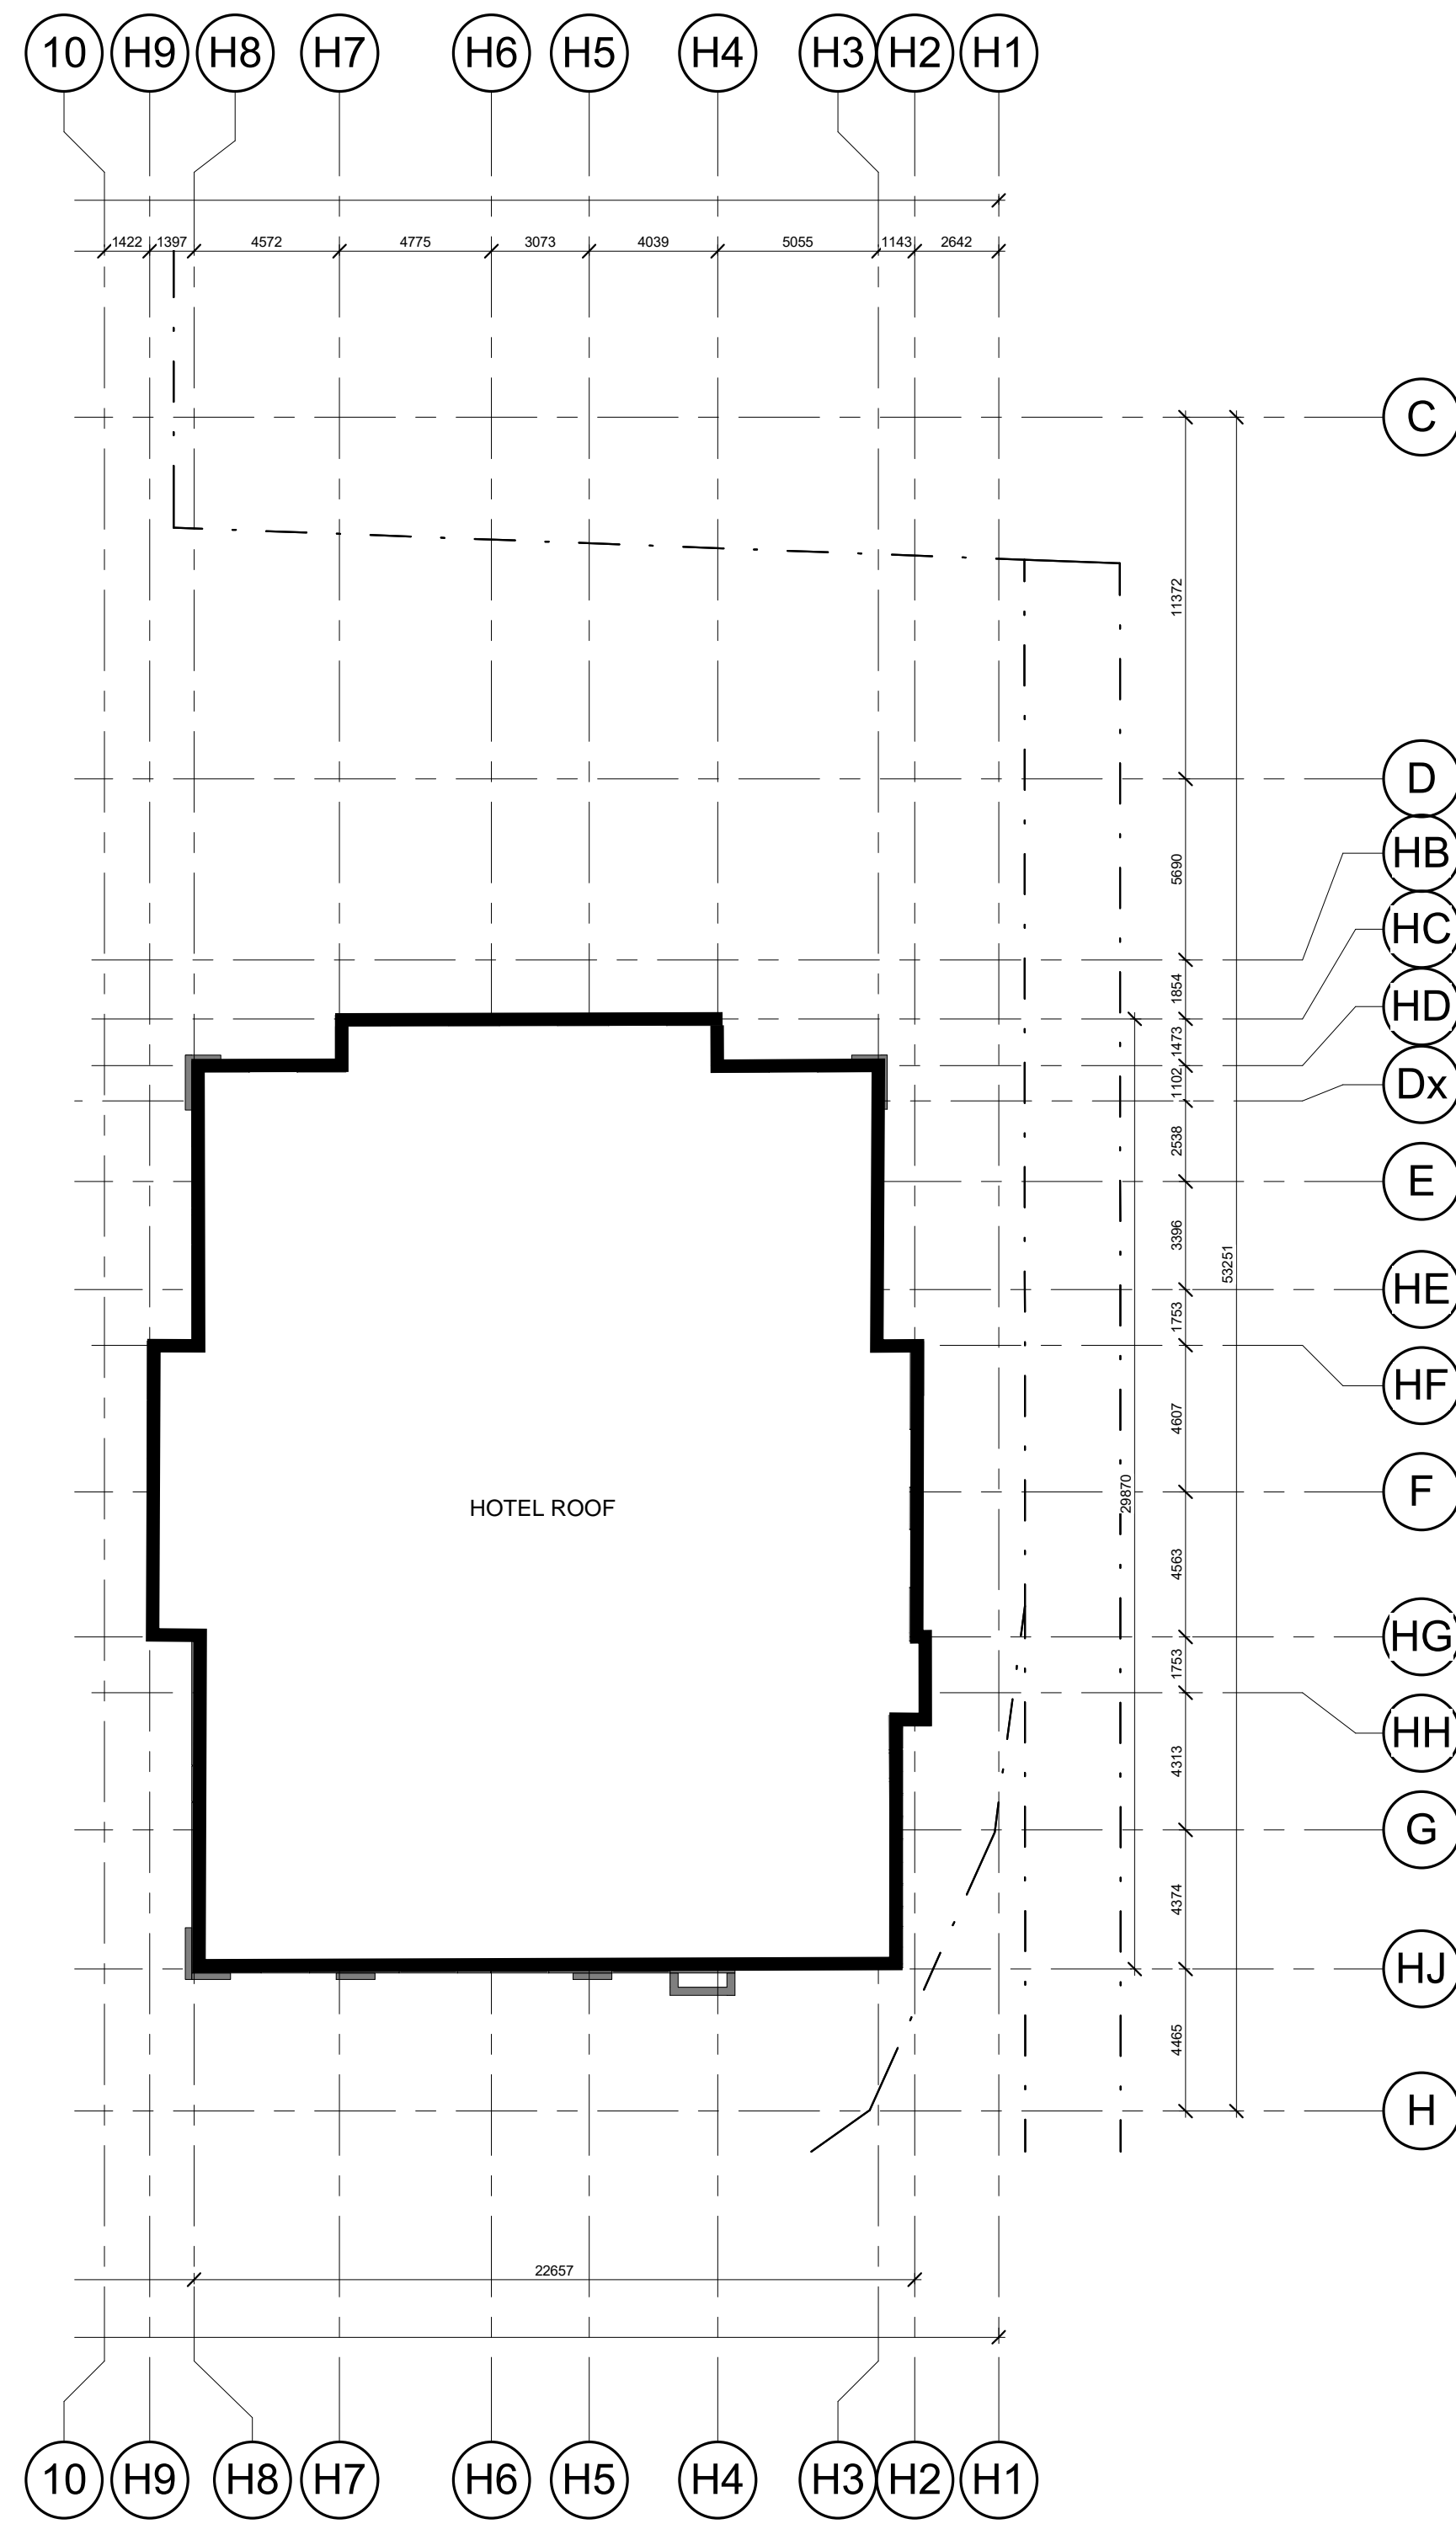 10 H9 H8 H7 H6 H5 H4 H3 H2 H1
1422 1397 4572 4775 3073 4039 5055 1143 2642
C
11372
D
5690
HB
HC
1854
HD
1473
1102
Dx
2538
E
3396
53251
HE
1753
HF
4607
29870
F
HOTEL ROOF
4563
HG
1753
HH
4313
G
4374
HJ
4465
H
22657
10 H9 H8 H7 H6 H5 H4 H3 H2 H1